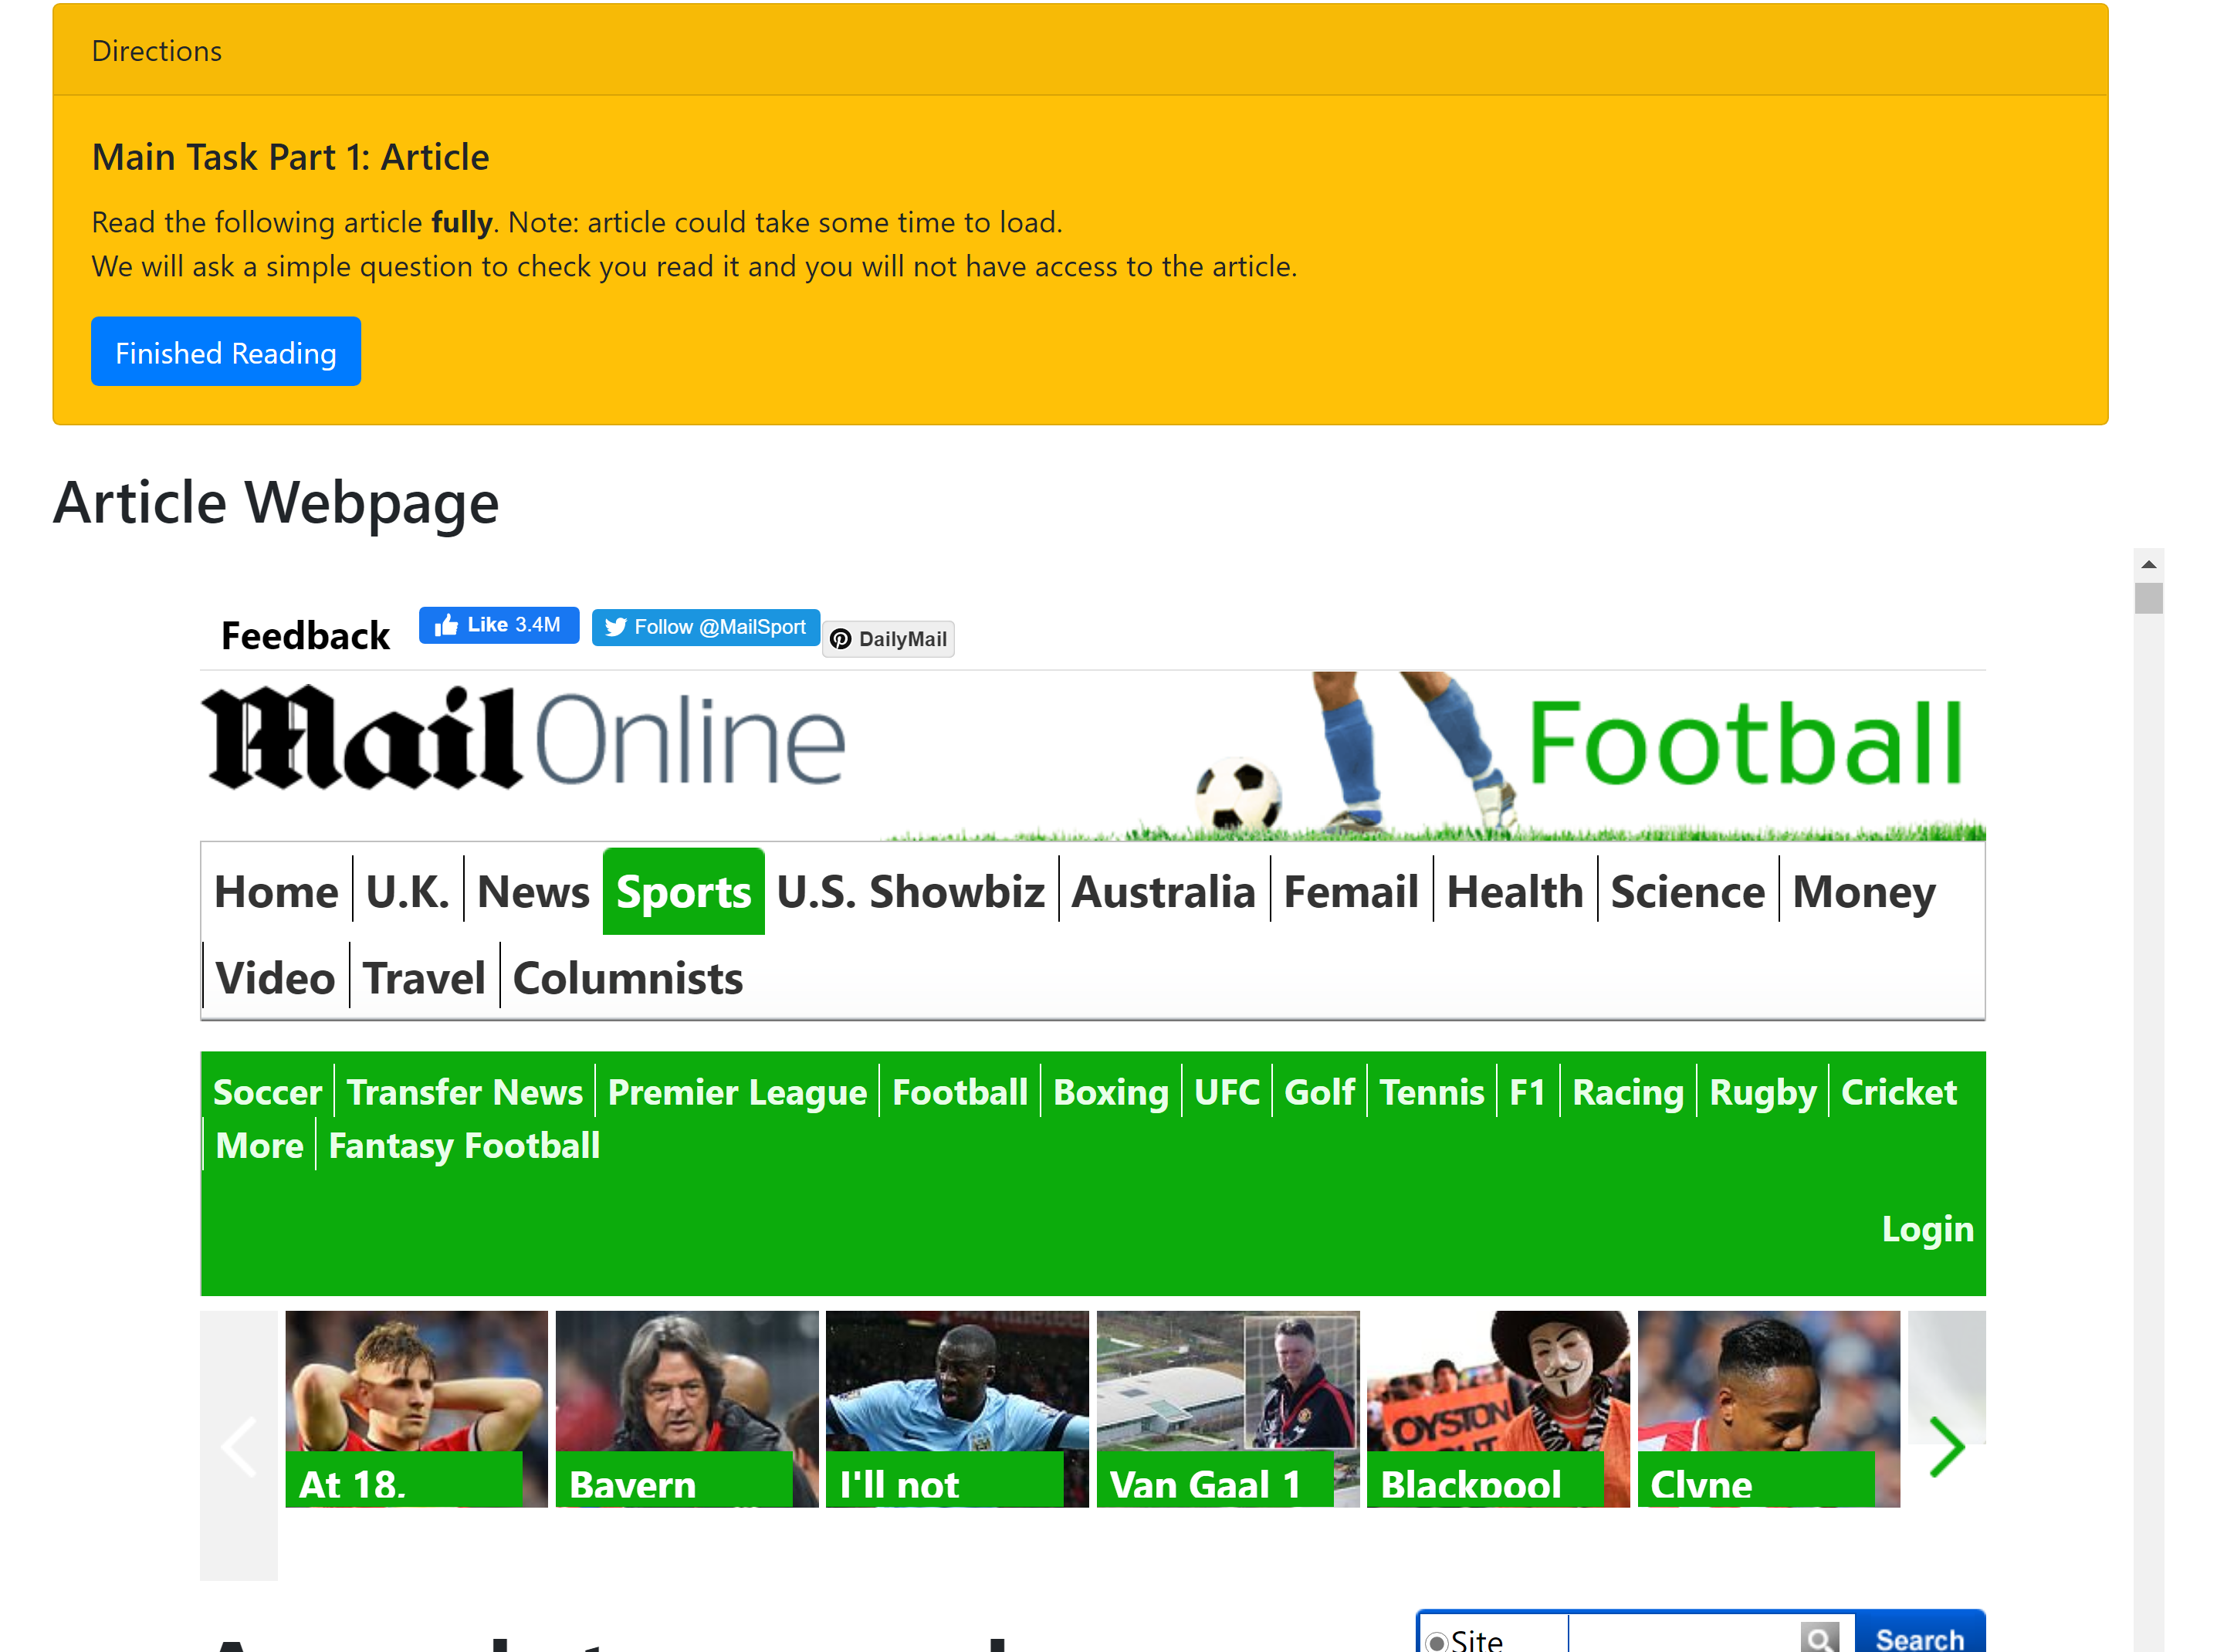 Directions
Main Task Part 1: Article
Read the following article fully. Note: article could take some time to load.
We will ask a simple question to check you read it and you will not have access to the article.
Finished Reading
Article Webpage
Feedback Like 3.4M Follow @MailSport DailyMail
Mail Online Football
Home U.K. News Sports U.S. Showbiz Australia Femail Health Science Money
Video Travel Columnists
Soccer Transfer News Premier League Football Boxing UFC Golf Tennis F1 Racing Rugby Cricket
More Fantasy Football
Login
OYSTON
At 18, Bayern I'll not Van Gaal 1 Blackpool Clyne
Site Search